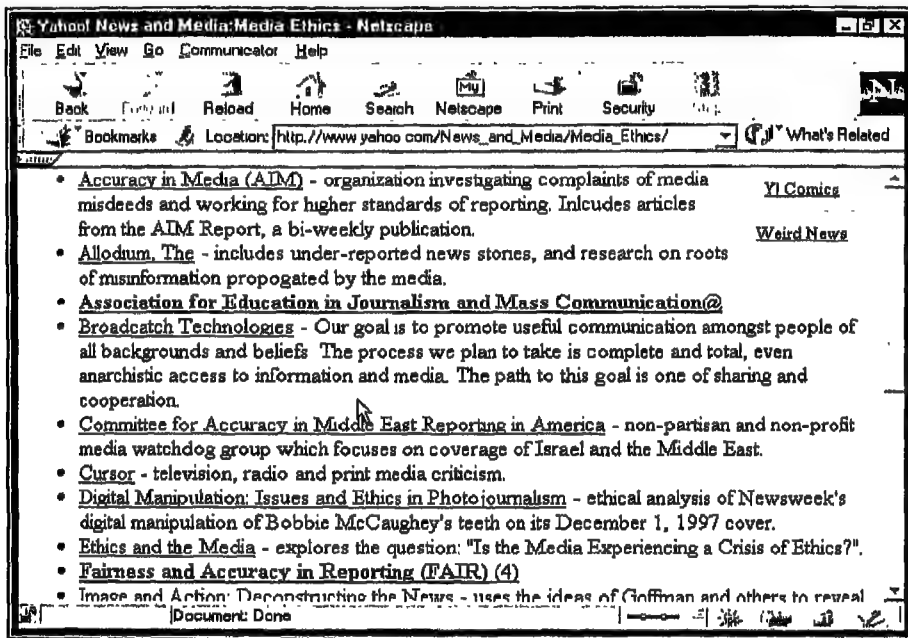 Yahoo! News and Media:Media Ethics - Netscape
File Edit View Go Communicator Help
My
Back Forward Reload Home Search Netscape Print Security Stop
N
Bookmarks Location: http://www.yahoo.com/News_and_Media/Media_Ethics/ What's Related
• Accuracy in Media (AIM) - organization investigating complaints of media
misdeeds and working for higher standards of reporting. Inlcudes articles
from the AIM Report, a bi-weekly publication.
Y! Comics
Weird News
• Allodium, The - includes under-reported news stories, and research on roots
of misinformation propogated by the media.
• Association for Education in Journalism and Mass Communication@
• Broadcatch Technologies - Our goal is to promote useful communication amongst people of
all backgrounds and beliefs. The process we plan to take is complete and total, even
anarchistic access to information and media. The path to this goal is one of sharing and
cooperation.
• Committee for Accuracy in Middle East Reporting in America - non-partisan and non-profit
media watchdog group which focuses on coverage of Israel and the Middle East.
• Cursor - television, radio and print media criticism.
• Digital Manipulation: Issues and Ethics in Photojournalism - ethical analysis of Newsweek's
digital manipulation of Bobbie McCaughey's teeth on its December 1, 1997 cover.
• Ethics and the Media - explores the question: "Is the Media Experiencing a Crisis of Ethics?".
• Fairness and Accuracy in Reporting (FAIR) (4)
• Image and Action: Deconstructing the News - uses the ideas of Goffman and others to reveal
Document: Done